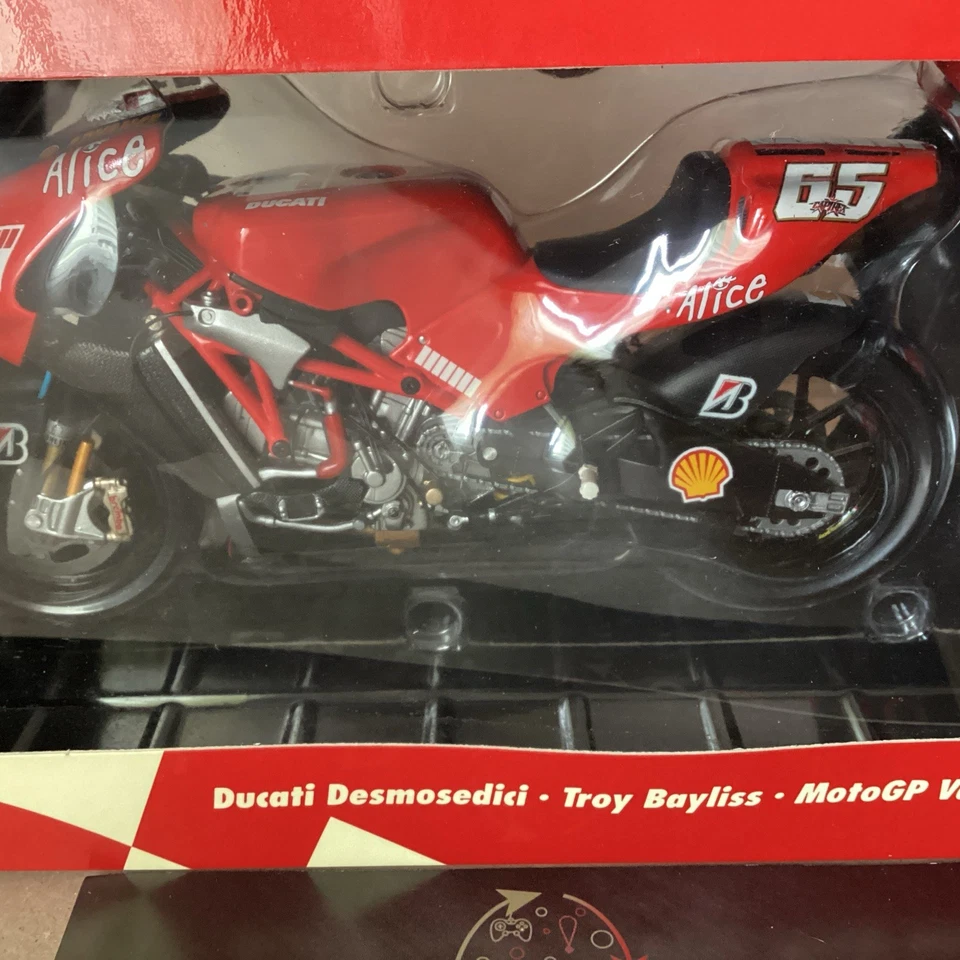 Alice
DUCATI
65
Alice
B
B
Ducati Desmosedici • Troy Bayliss • MotoGP V